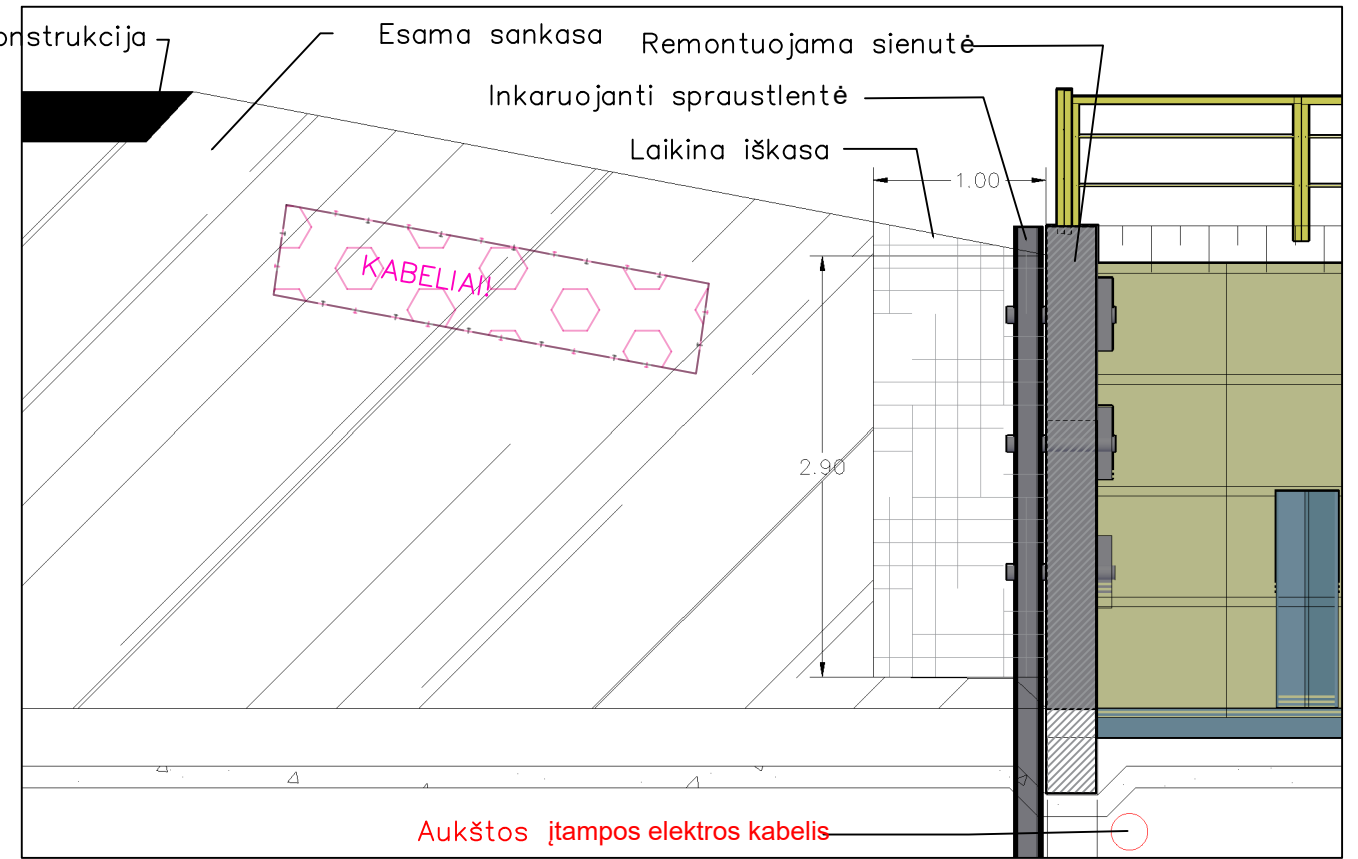 onstrukcija
Esama sankasa
Remontuojama sienutė
Inkaruojanti spraustlentė
Laikina iškasa
1.00
KABELIAI!
2.90
Aukštos įtampos elektros kabelis